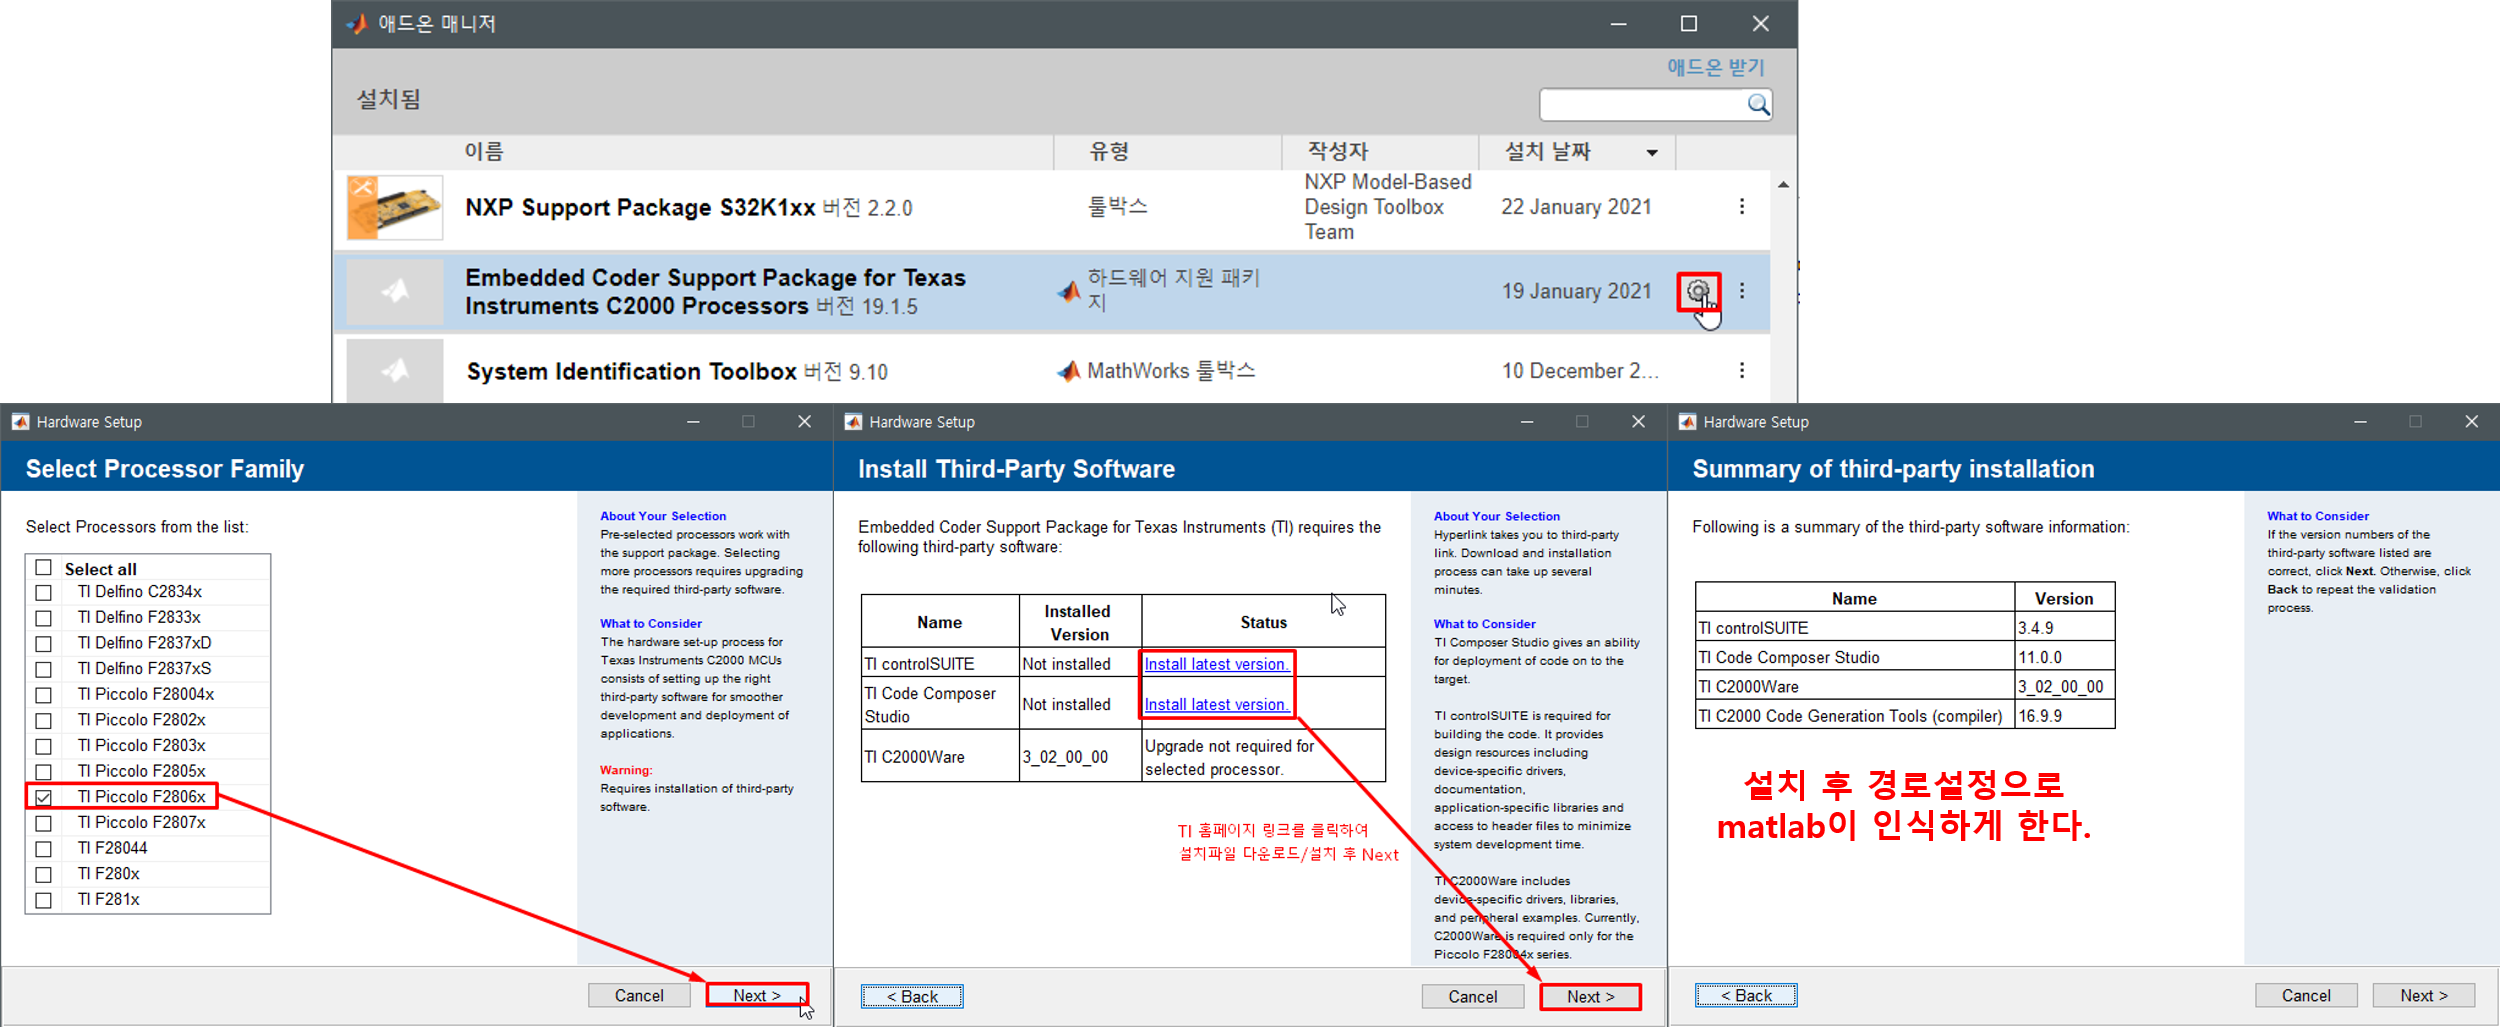 애드온 매니저
애드온 받기
설치됨
이름 유형 작성자 설치 날짜
NXP Support Package S32K1xx 버전 2.2.0
툴박스
NXP Model-Based
Design Toolbox
Team
22 January 2021
Embedded Coder Support Package for Texas
Instruments C2000 Processors 버전 19.1.5
하드웨어 지원 패키
지
19 January 2021
System Identification Toolbox 버전 9.10
MathWorks 툴박스
10 December 2...
Hardware Setup
Select Processor Family
Select Processors from the list:
Select all
TI Delfino C2834x
TI Delfino F2833x
TI Delfino F2837xD
TI Delfino F2837xS
TI Piccolo F28004x
TI Piccolo F2802x
TI Piccolo F2803x
TI Piccolo F2805x
TI Piccolo F2806x
TI Piccolo F2807x
TI F28044
TI F280x
TI F281x
About Your Selection
Pre-selected processors work with
the support package. Selecting
more processors requires upgrading
the required third-party software.
What to Consider
The hardware set-up process for
Texas Instruments C2000 MCUs
consists of setting up the right
third-party software for smoother
development and deployment of
applications.
Warning:
Requires installation of third-party
software.
Cancel
Next >
Hardware Setup
Install Third-Party Software
Embedded Coder Support Package for Texas Instruments (TI) requires the
following third-party software:
Name Installed Version Status
TI controlSUITE Not installed Install latest version.
TI Code Composer Studio Not installed Install latest version.
TI C2000Ware 3_02_00_00 Upgrade not required for selected processor.
TI 홈페이지 링크를 클릭하여
설치파일 다운로드/설치 후 Next
About Your Selection
Hyperlink takes you to third-party
link. Download and installation
process can take up several
minutes.
What to Consider
TI Composer Studio gives an ability
for deployment of code on to the
target.
TI controlSUITE is required for
building the code. It provides
design resources including
device-specific drivers,
documentation,
application-specific libraries and
access to header files to minimize
system development time.
TI C2000Ware includes
device-specific drivers, libraries,
and peripheral examples. Currently,
C2000Ware is required only for the
Piccolo F28004x series.
< Back
Cancel
Next >
Hardware Setup
Summary of third-party installation
Following is a summary of the third-party software information:
Name Version
TI controlSUITE 3.4.9
TI Code Composer Studio 11.0.0
TI C2000Ware 3_02_00_00
TI C2000 Code Generation Tools (compiler) 16.9.9
설치 후 경로설정으로
matlab이 인식하게 한다.
What to Consider
If the version numbers of the
third-party software listed are
correct, click Next. Otherwise, click
Back to repeat the validation
process.
< Back
Cancel
Next >